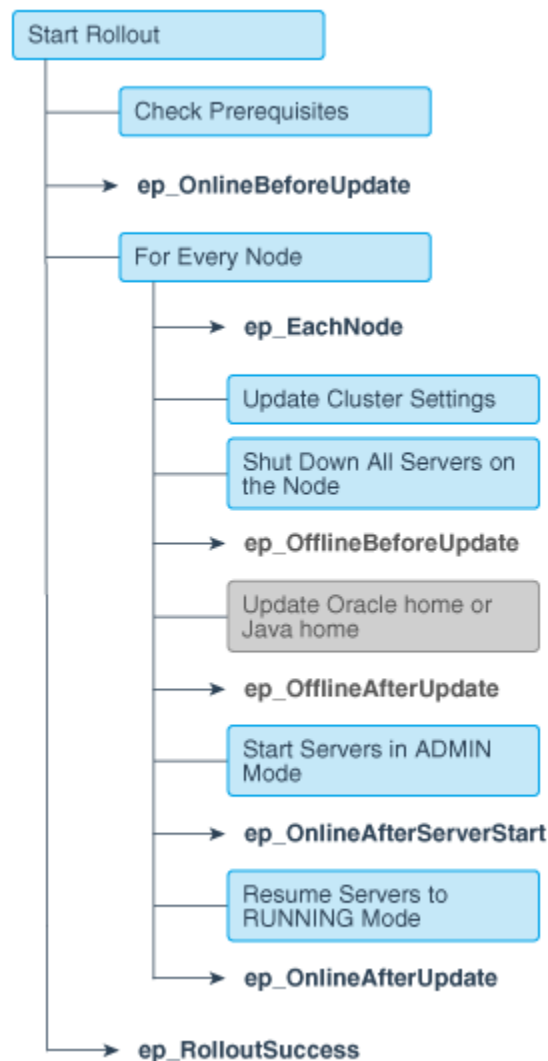 Start Rollout
Check Prerequisites
ep_OnlineBeforeUpdate
For Every Node
ep_EachNode
Update Cluster Settings
Shut Down All Servers on
the Node
ep_OfflineBeforeUpdate
Update Oracle home or
Java home
ep_OfflineAfterUpdate
Start Servers in ADMIN
Mode
ep_OnlineAfterServerStart
Resume Servers to
RUNNING Mode
ep_OnlineAfterUpdate
ep_RolloutSuccess